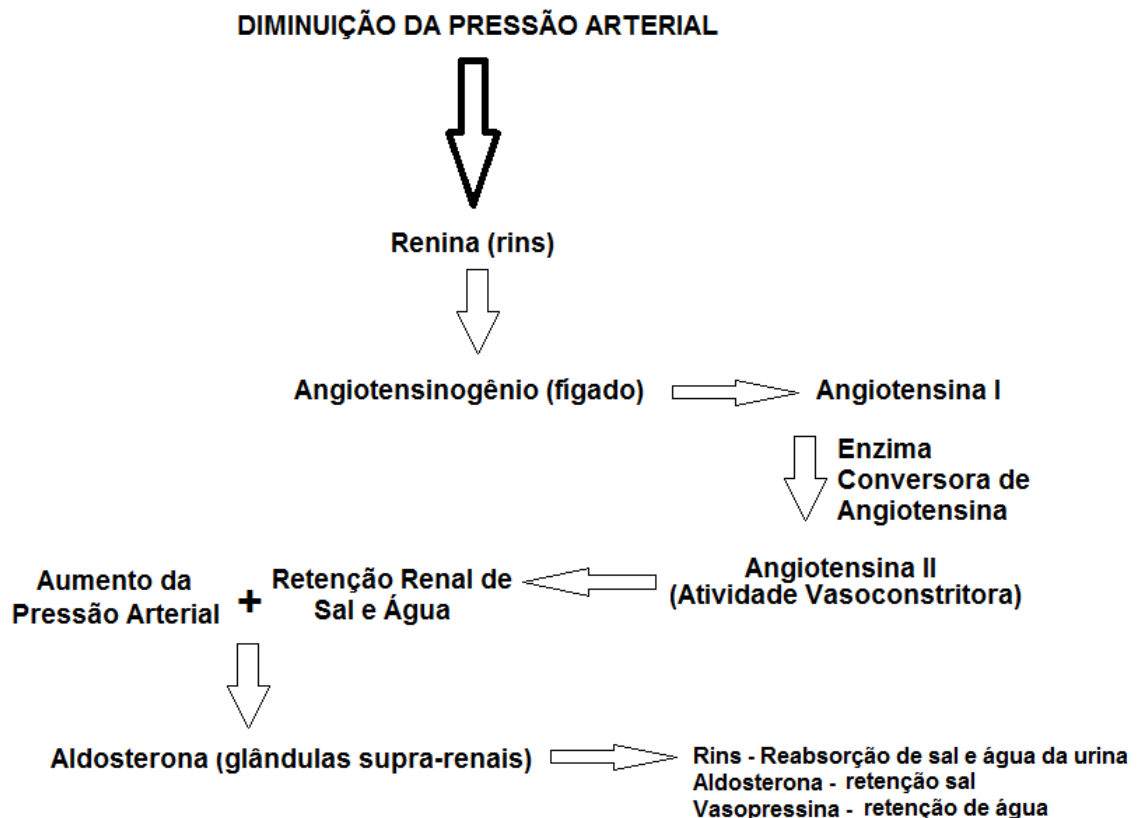 DIMINUIÇÃO DA PRESSÃO ARTERIAL
Renina (rins)
Angiotensinogênio (fígado)
Angiotensina I
Enzima
Conversora de
Angiotensina
Angiotensina II
(Atividade Vasoconstritora)
Retenção Renal de
Sal e Água
+
Aumento da
Pressão Arterial
Aldosterona (glândulas supra-renais)
Rins - Reabsorção de sal e água da urina
Aldosterona - retenção sal
Vasopressina - retenção de água